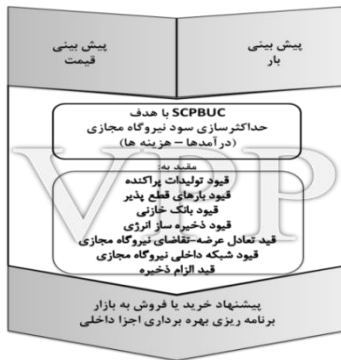 پیش بینی
بار
پیش بینی
قیمت
SCPBUC با هدف
حداکثرسازی سود نیروگاه مجازی
(درآمدها – هزینه ها)
مقید به:
قیود تولیدات پراکنده
قیود بارهای قطع پذیر
قیود بانک خازنی
قیود ذخیره ساز انرژی
قید تعادل عرضه-تقاضای نیروگاه مجازی
قیود شبکه داخلی نیروگاه مجازی
قید الزام ذخیره
VPP
پیشنهاد خرید یا فروش به بازار
برنامه ریزی بهره برداری اجزا داخلی